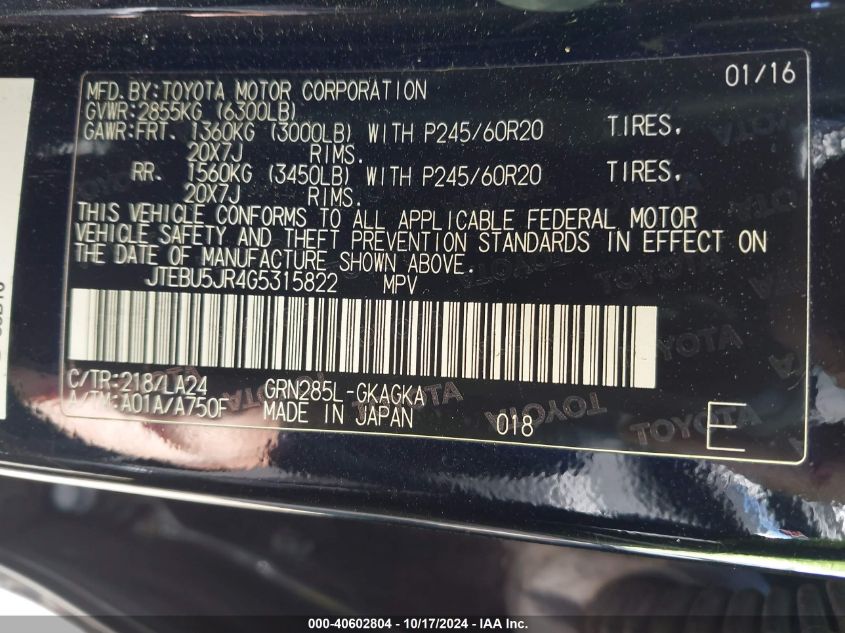 01/16
MFD. BY:TOYOTA MOTOR CORPORATION
GVWR:2855KG (6300LB)
GAWR:FRT. 1360KG (3000LB) WITH P245/60R20 TIRES.
20X7J RIMS.
RR. 1560KG (3450LB) WITH P245/60R20 TIRES.
20X7J RIMS.
THIS VEHICLE CONFORMS TO ALL APPLICABLE FEDERAL MOTOR
VEHICLE SAFETY AND THEFT PREVENTION STANDARDS IN EFFECT ON
THE DATE OF MANUFACTURE SHOWN ABOVE.
JTEBU5JR4G5315822 MPV
C/TR:218/LA24 GRN285L-GKAGKA
A/TM:A01A/A750F MADE IN JAPAN 018 E
TOYOTA
000-40602804 - 10/17/2024 - IAA Inc.